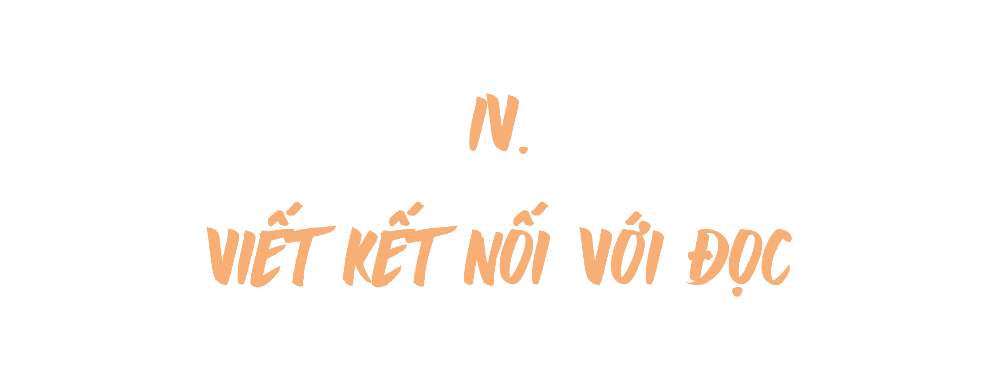 IV.
VIẾT KẾT NỐI VỚI ĐỌC